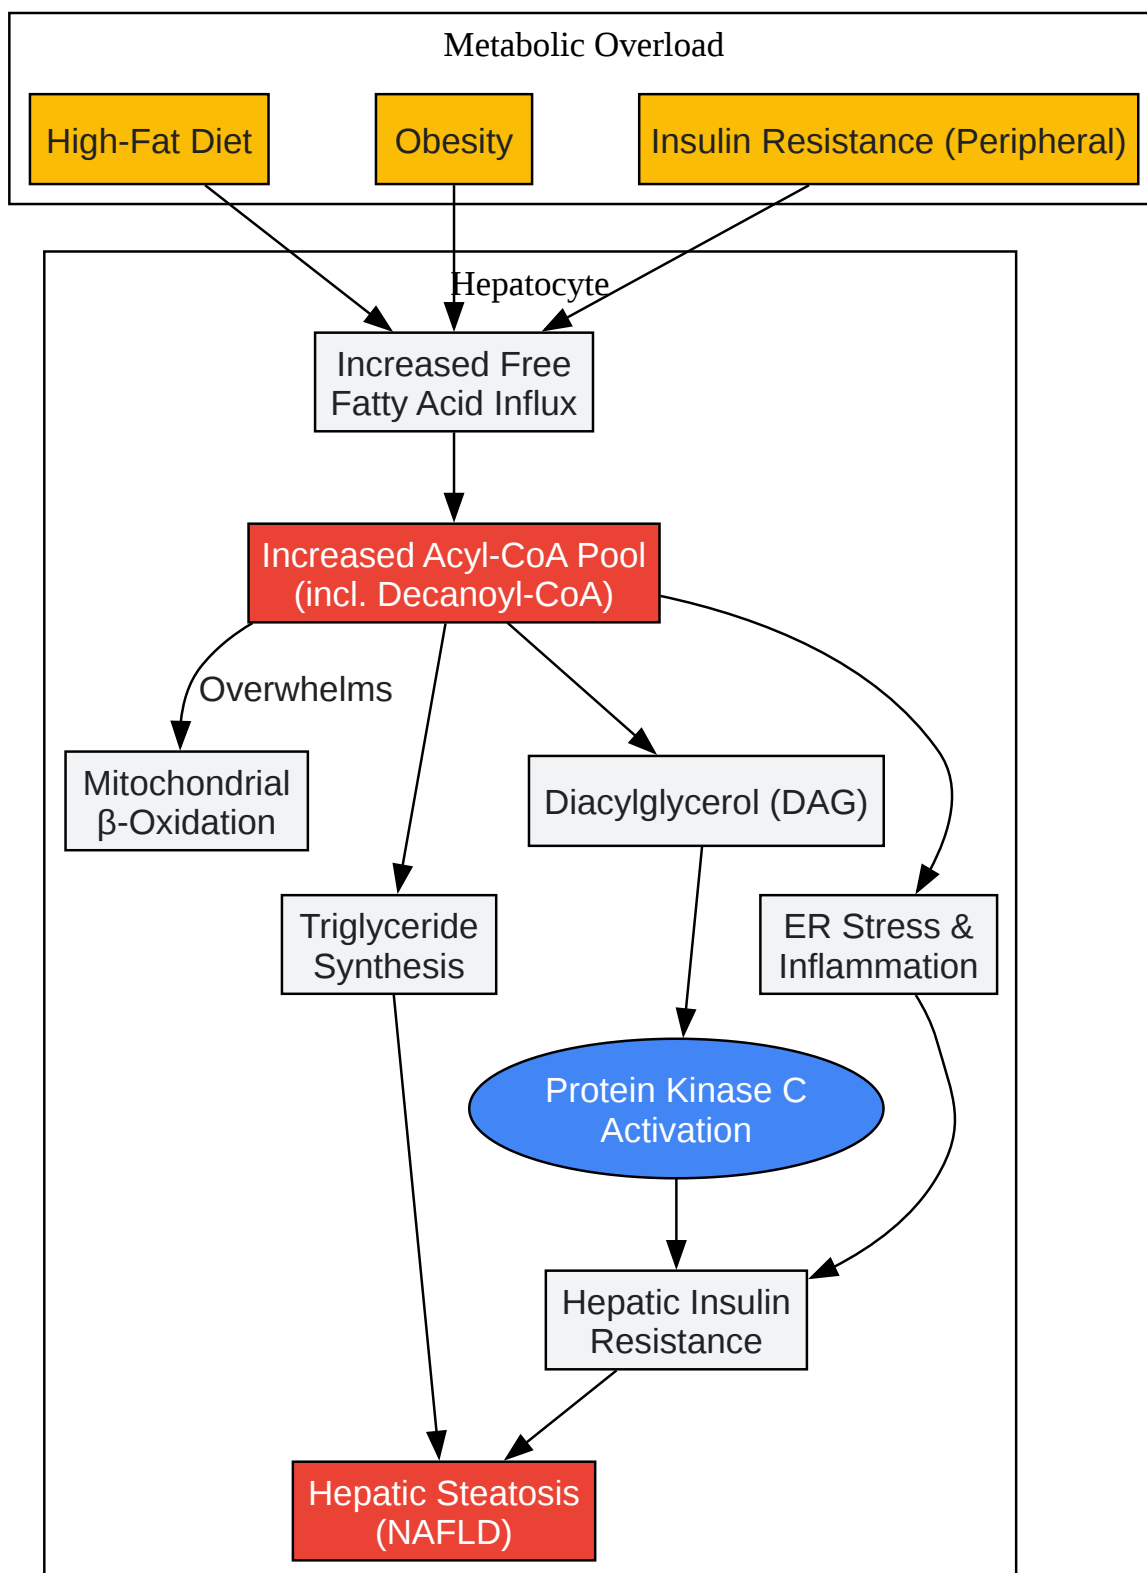 Metabolic Overload
High-Fat Diet
Obesity
Insulin Resistance (Peripheral)
Hepatocyte
Increased Free
Fatty Acid Influx
Increased Acyl-CoA Pool
(incl. Decanoyl-CoA)
Overwhelms
Mitochondrial
β-Oxidation
Diacylglycerol (DAG)
Triglyceride
Synthesis
ER Stress &
Inflammation
Protein Kinase C
Activation
Hepatic Insulin
Resistance
Hepatic Steatosis
(NAFLD)